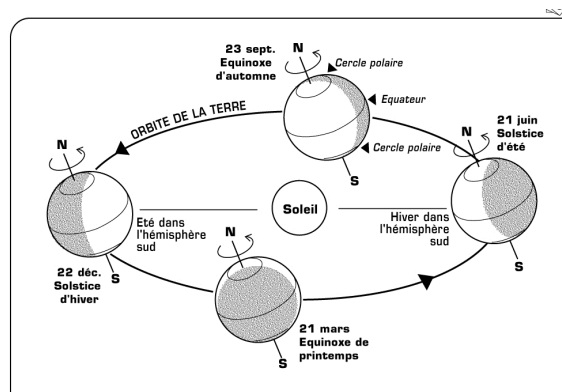 N
23 sept.
Equinoxe
d'automne
Cercle polaire
Equateur
Cercle polaire
S
ORBITE DE LA TERRE
21 juin
Solstice
d'été
N
S
Hiver dans
l'hémisphère
sud
Soleil
N
Eté dans
l'hémisphère
sud
S
22 déc.
Solstice
d'hiver
N
21 mars
Equinoxe de
printemps
S